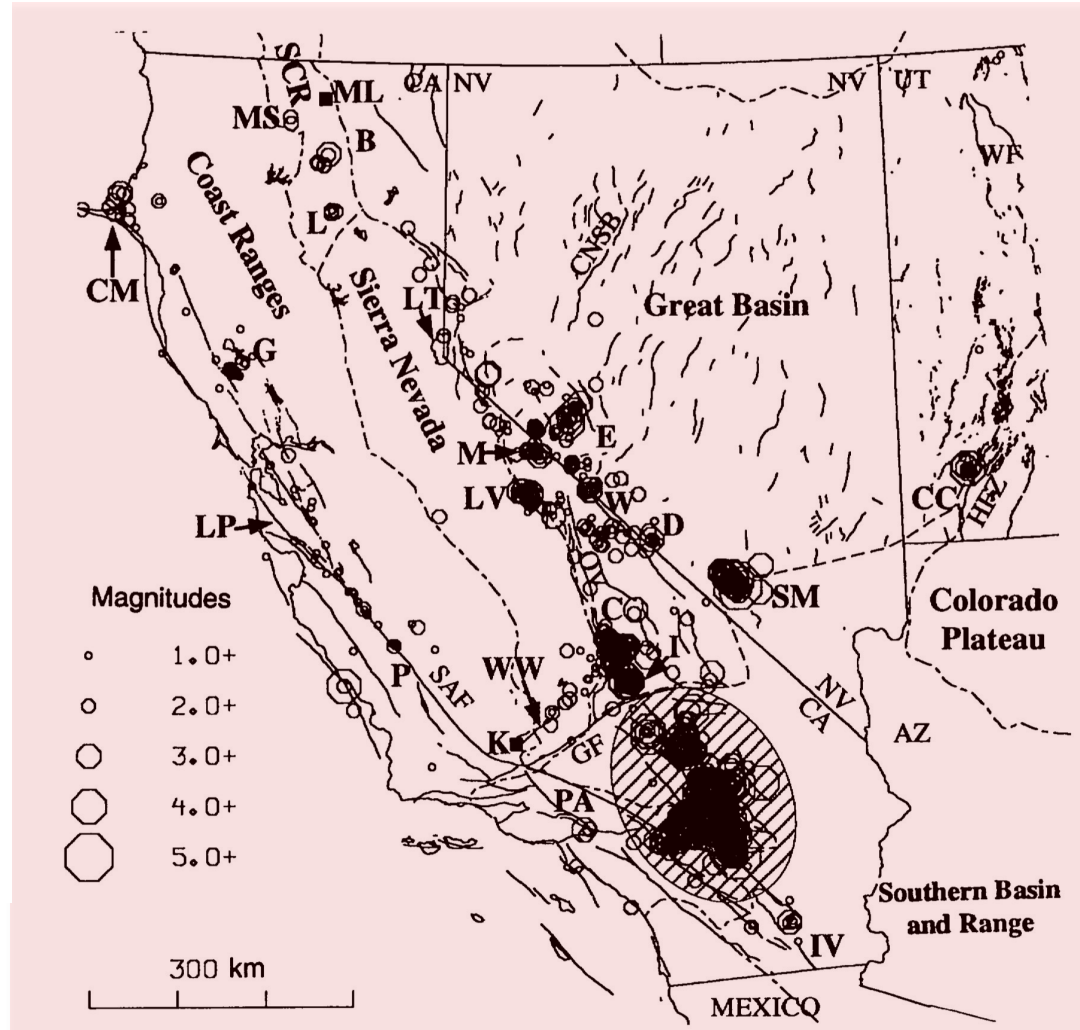 SCR
CA
NV
NV
UT
ML
MS
B
WF
Coast Ranges
L
CNSB
CM
LT
Great Basin
Sierra Nevada
G
E
M
LV
W
CC
HFZ
LP
D
OV
SM
Magnitudes
1.0+
2.0+
3.0+
4.0+
5.0+
C
I
Colorado
Plateau
P
SAF
WW
NV
CA
AZ
K
GF
PA
Southern Basin
and Range
IV
300 km
MEXICO